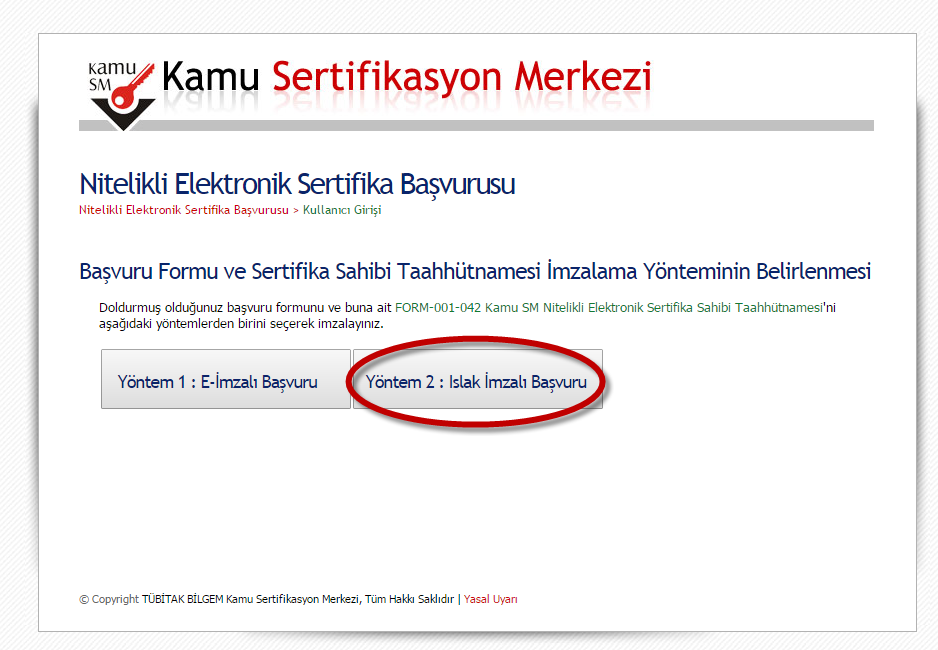 Kamu
SM
Kamu Sertifikasyon Merkezi
Nitelikli Elektronik Sertifika Başvurusu
Nitelikli Elektronik Sertifika Başvurusu > Kullanıcı Girişi
Başvuru Formu ve Sertifika Sahibi Taahhütnamesi İmzalama Yönteminin Belirlenmesi
Doldurmuş olduğunuz başvuru formunu ve buna ait FORM-001-042 Kamu SM Nitelikli Elektronik Sertifika Sahibi Taahhütnamesi'ni
aşağıdaki yöntemlerden birini seçerek imzalayınız.
Yöntem 1 : E-İmzalı Başvuru
Yöntem 2 : Islak İmzalı Başvuru
© Copyright TÜBİTAK BİLGEM Kamu Sertifikasyon Merkezi, Tüm Hakkı Saklıdır | Yasal Uyarı